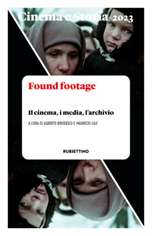 Cinema e Storia 2023
Found footage
Il cinema, i media, l'archivio
A CURA DI ALBERTO BRODESCO E MAURIZIO CAU
RUBBETTINO